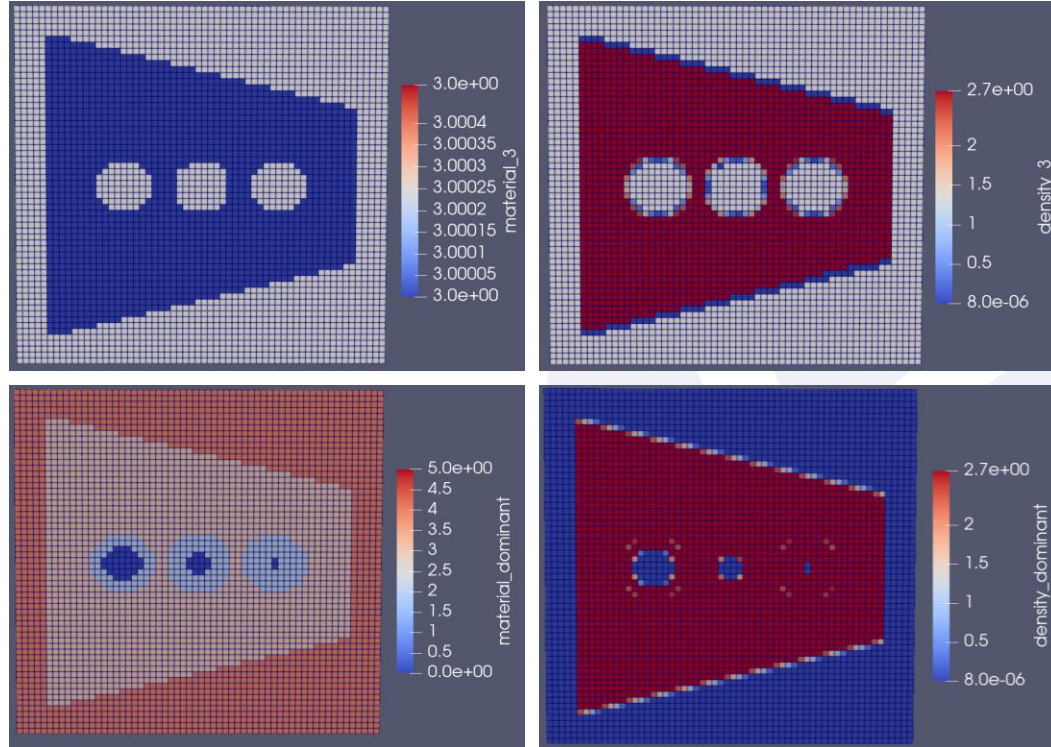 3.0e+00
3.0004
3.00035
3.0003
3.00025
3.0002
3.00015
3.0001
3.00005
3.0e+00
material_3
2.7e+00
2
1.5
1
0.5
8.0e-06
density_3
5.0e+00
4.5
4
3.5
3
2.5
2
1.5
1
0.5
0.0e+00
material_dominant
2.7e+00
2
1.5
1
0.5
8.0e-06
density_dominant